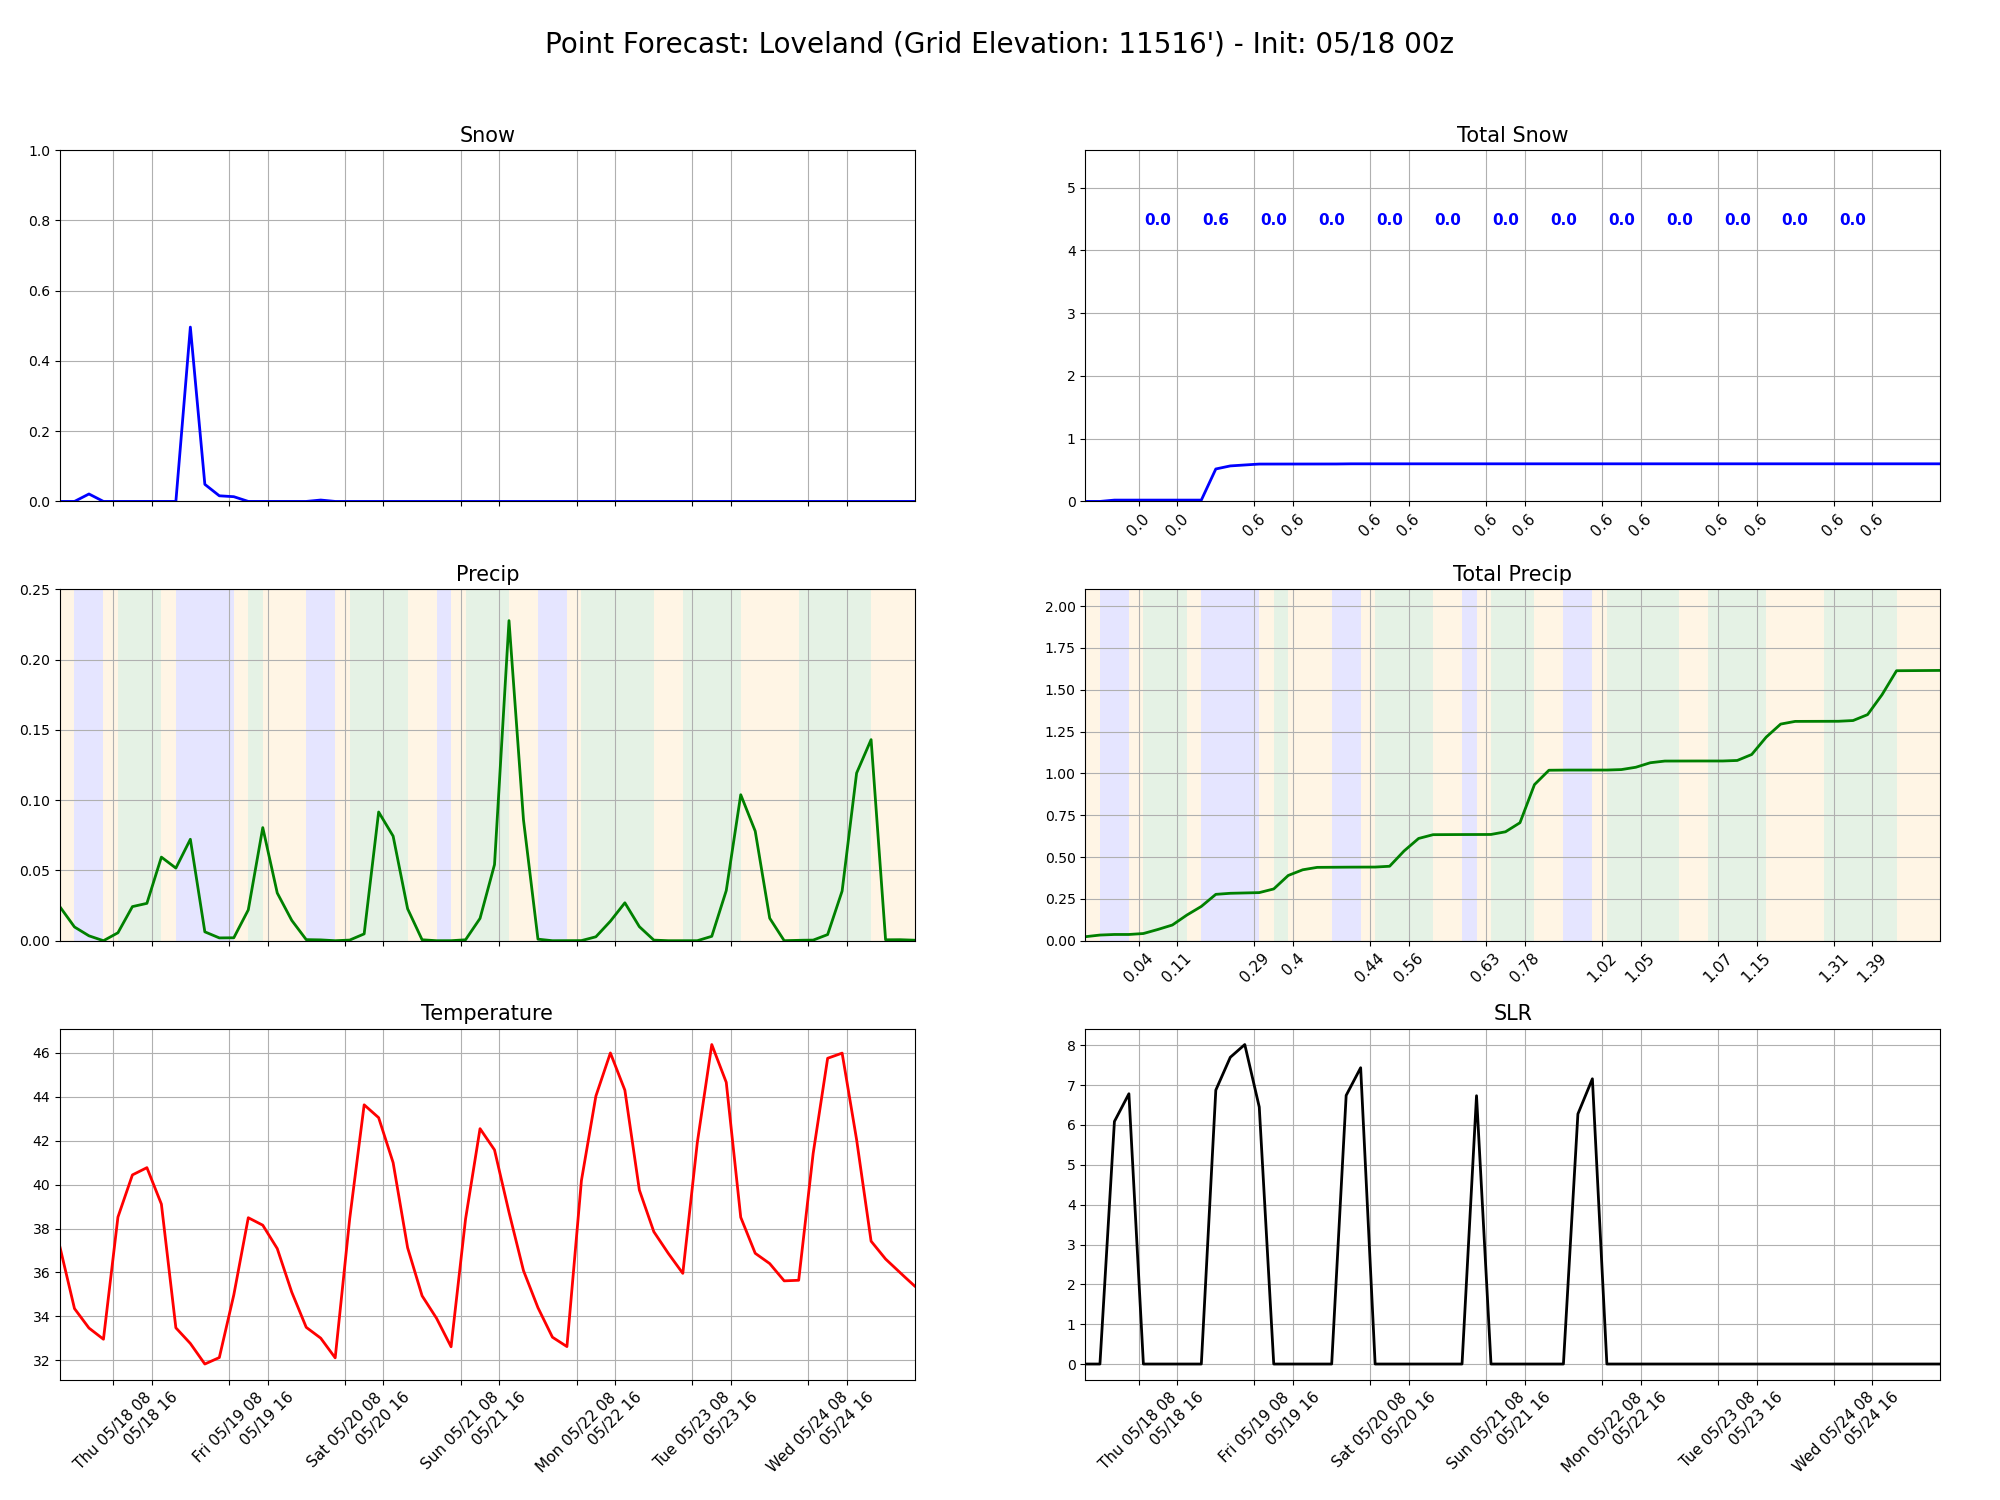 Point Forecast: Loveland (Grid Elevation: 11516') - Init: 05/18 00z
Snow
1.0
0.8
0.6
0.4
0.2
0.0
Total Snow
5
4
3
2
1
0
0.0 0.6 0.0 0.0 0.0 0.0 0.0 0.0 0.0 0.0 0.0 0.0 0.0
0.0 0.0 0.6 0.6 0.6 0.6 0.6 0.6 0.6 0.6 0.6 0.6 0.6 0.6
Precip
0.25
0.20
0.15
0.10
0.05
0.00
Total Precip
2.00
1.75
1.50
1.25
1.00
0.75
0.50
0.25
0.00
0.04 0.11 0.29 0.4 0.44 0.56 0.63 0.78 1.02 1.05 1.07 1.15 1.31 1.39
Temperature
46
44
42
40
38
36
34
32
Thu 05/18 08
05/18 16
Fri 05/19 08
05/19 16
Sat 05/20 08
05/20 16
Sun 05/21 08
05/21 16
Mon 05/22 08
05/22 16
Tue 05/23 08
05/23 16
Wed 05/24 08
05/24 16
SLR
8
7
6
5
4
3
2
1
0
Thu 05/18 08
05/18 16
Fri 05/19 08
05/19 16
Sat 05/20 08
05/20 16
Sun 05/21 08
05/21 16
Mon 05/22 08
05/22 16
Tue 05/23 08
05/23 16
Wed 05/24 08
05/24 16